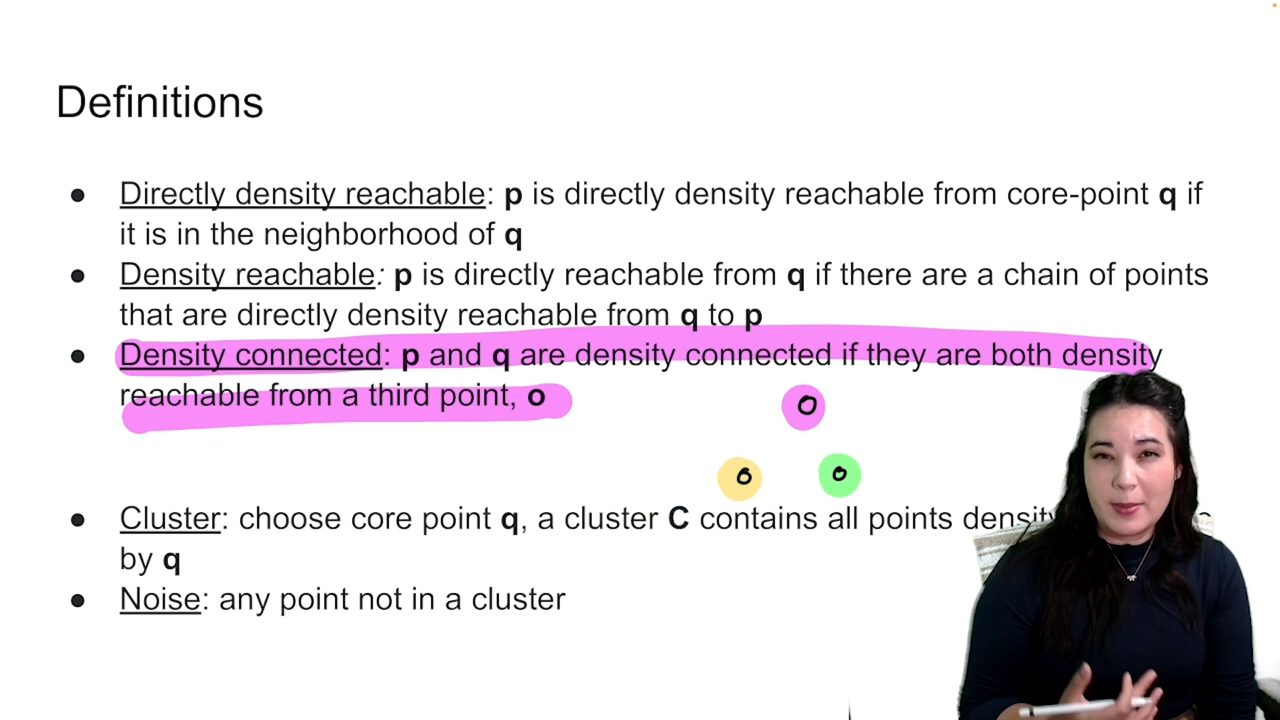 Definitions
● Directly density reachable: p is directly density reachable from core-point q if
it is in the neighborhood of q
● Density reachable: p is directly reachable from q if there are a chain of points
that are directly density reachable from q to p
● Density connected: p and q are density connected if they are both density
reachable from a third point, o
● Cluster: choose core point q, a cluster C contains all points density
by q
● Noise: any point not in a cluster